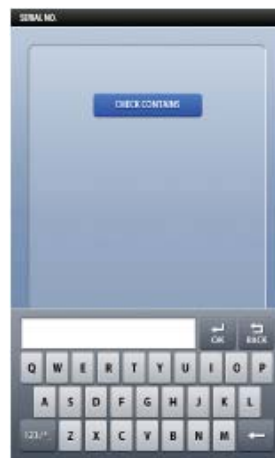 SERIAL NO.
CHECK CONTAINS
OK BACK
Q W E R T Y U I O P
A S D F G H J K L
123/* Z X C V B N M